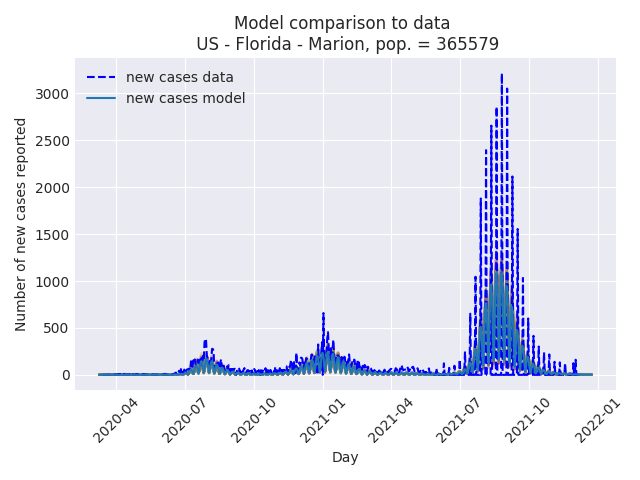 Model comparison to data
US - Florida - Marion, pop. = 365579
new cases data
new cases model
Number of new cases reported
3000
2500
2000
1500
1000
500
0
2020-04
2020-07
2020-10
2021-01
2021-04
2021-07
2021-10
2022-01
Day